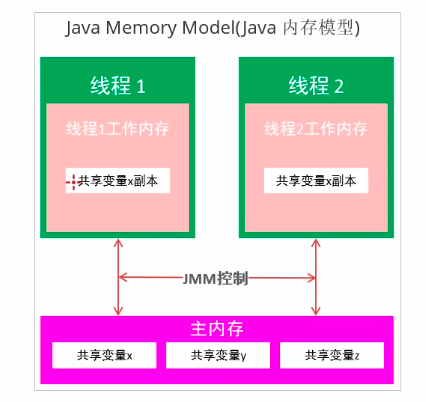 Java Memory Model(Java 内存模型)
线程 1
线程 2
线程1工作内存
线程2工作内存
共享变量x副本
共享变量x副本
JMM控制
主内存
共享变量x
共享变量y
共享变量z